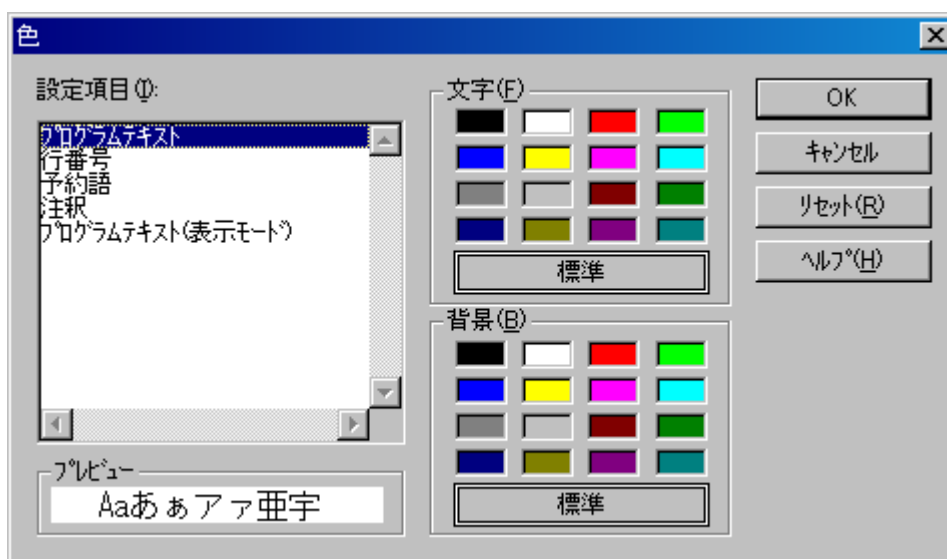 色
設定項目(I):
ﾌﾟﾛｸﾞﾗﾑﾃｷｽﾄ
行番号
予約語
注釈
ﾌﾟﾛｸﾞﾗﾑﾃｷｽﾄ(表示ﾓｰﾄﾞ)
ﾌﾟﾚﾋﾞｭｰ
Aaあぁアァ亜宇
文字(F)
標準
背景(B)
標準
OK
ｷｬﾝｾﾙ
ﾘｾｯﾄ(R)
ﾍﾙﾌﾟ(H)